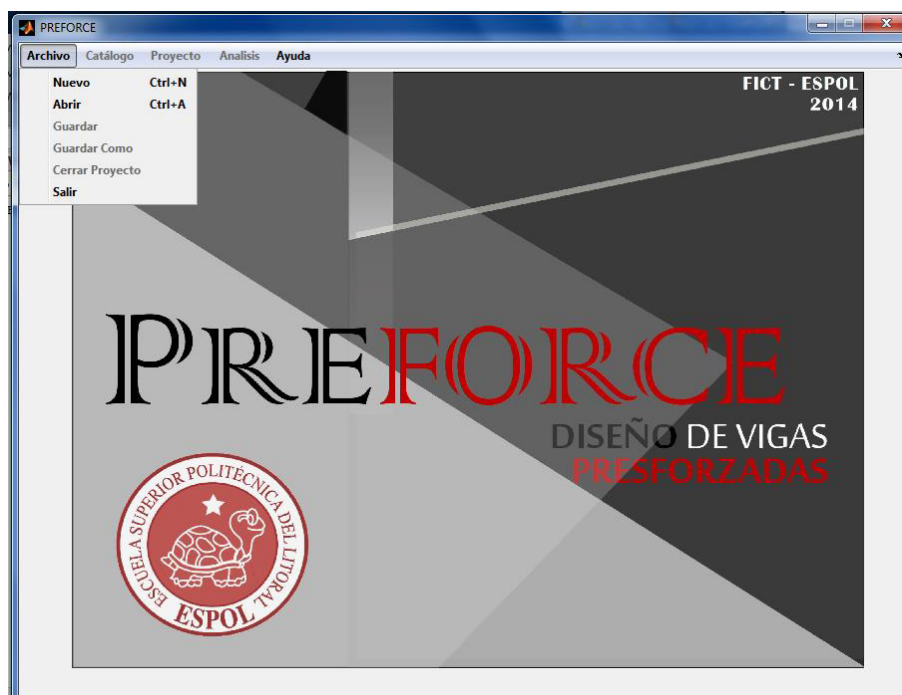 PREFORCE
Archivo Catálogo Proyecto Analisis Ayuda
Nuevo Ctrl+N
Abrir Ctrl+A
Guardar
Guardar Como
Cerrar Proyecto
Salir
FICT - ESPOL
2014
PREFORCE
DISEÑO DE VIGAS
PRESFORZADAS
ESCUELA SUPERIOR POLITÉCNICA DEL LITORAL
ESPOL